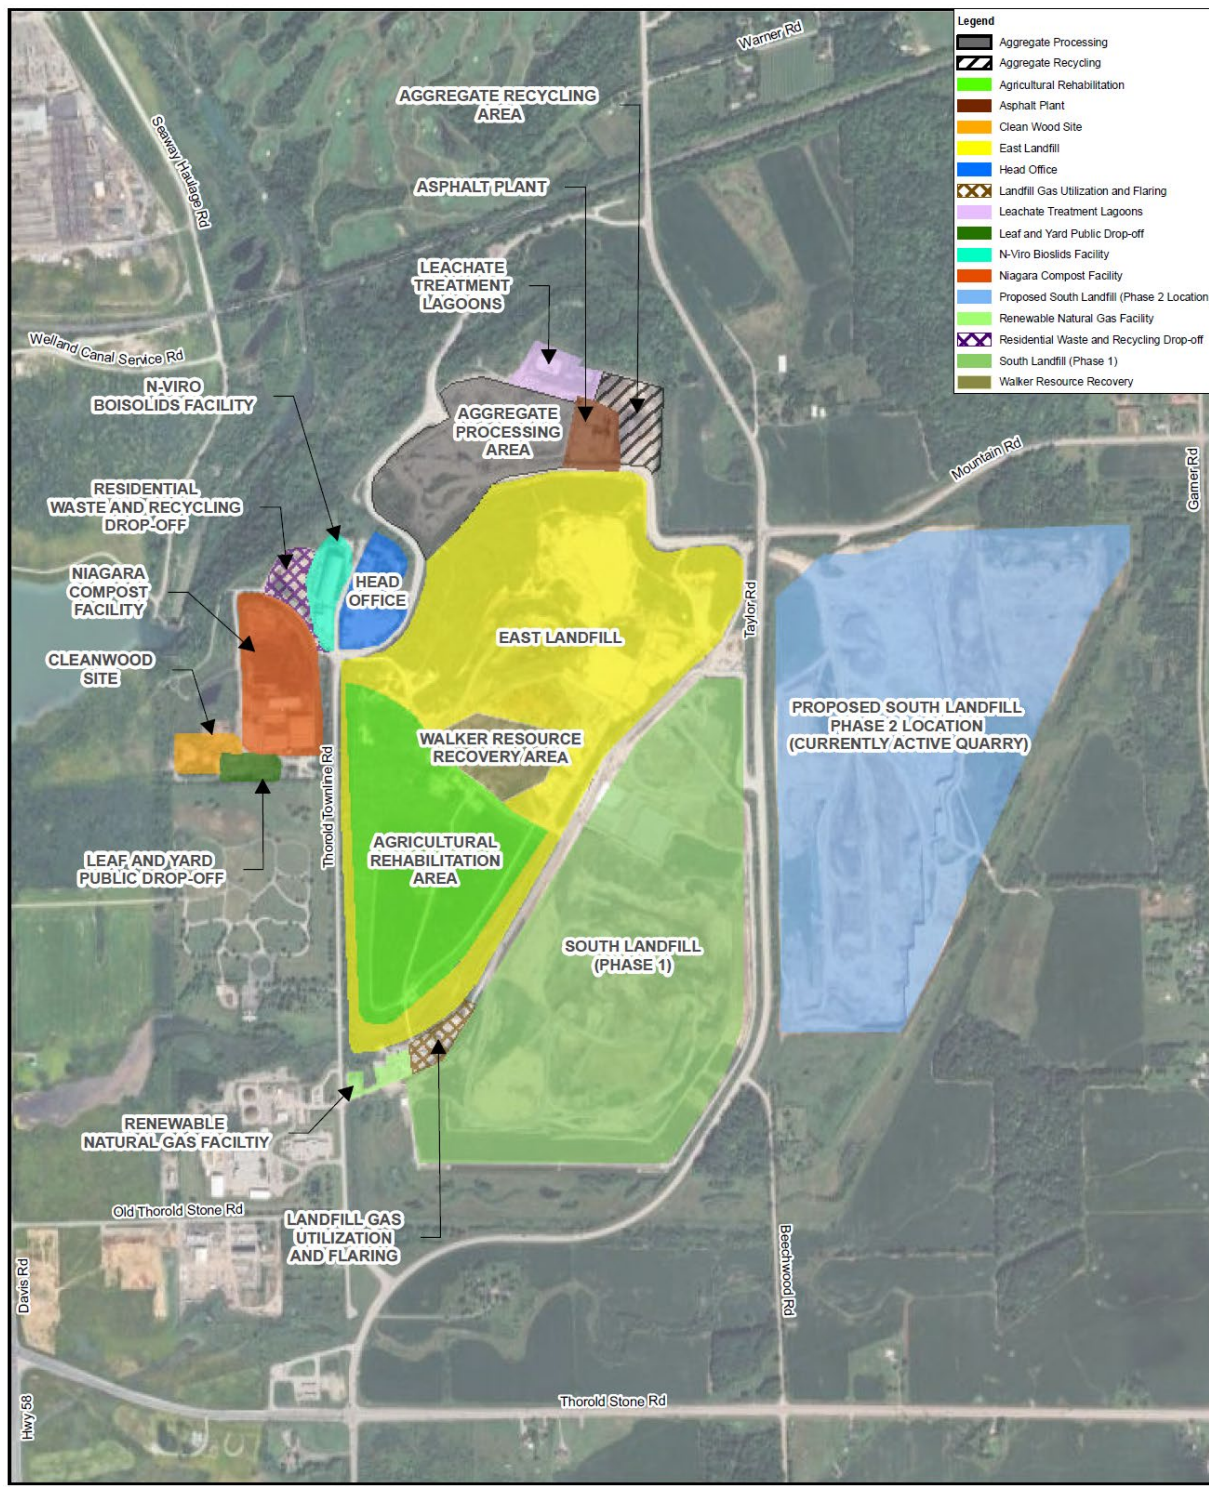 Legend
Aggregate Processing
Aggregate Recycling
Agricultural Rehabilitation
Asphalt Plant
Clean Wood Site
East Landfill
Head Office
Landfill Gas Utilization and Flaring
Leachate Treatment Lagoons
Leaf and Yard Public Drop-off
N-Viro Bioslids Facility
Niagara Compost Facility
Proposed South Landfill (Phase 2 Location
Renewable Natural Gas Facility
Residential Waste and Recycling Drop-off
South Landfill (Phase 1)
Walker Resource Recovery
Warner Rd
AGGREGATE RECYCLING
AREA
Seaway Haulage Rd
ASPHALT PLANT
LEACHATE
TREATMENT
LAGOONS
Welland Canal Service Rd
N-VIRO
BOISOLIDS FACILITY
AGGREGATE
PROCESSING
AREA
Mountain Rd
Garner Rd
RESIDENTIAL
WASTE AND RECYCLING
DROP-OFF
NIAGARA
COMPOST
FACILITY
HEAD
OFFICE
EAST LANDFILL
Taylor Rd
CLEANWOOD
SITE
WALKER RESOURCE
RECOVERY AREA
PROPOSED SOUTH LANDFILL
PHASE 2 LOCATION
(CURRENTLY ACTIVE QUARRY)
Thorold Townline Rd
LEAF AND YARD
PUBLIC DROP-OFF
AGRICULTURAL
REHABILITATION
AREA
SOUTH LANDFILL
(PHASE 1)
RENEWABLE
NATURAL GAS FACILTIY
Old Thorold Stone Rd
LANDFILL GAS
UTILIZATION
AND FLARING
Davis Rd
Beechwood Rd
Hwy 58
Thorold Stone Rd